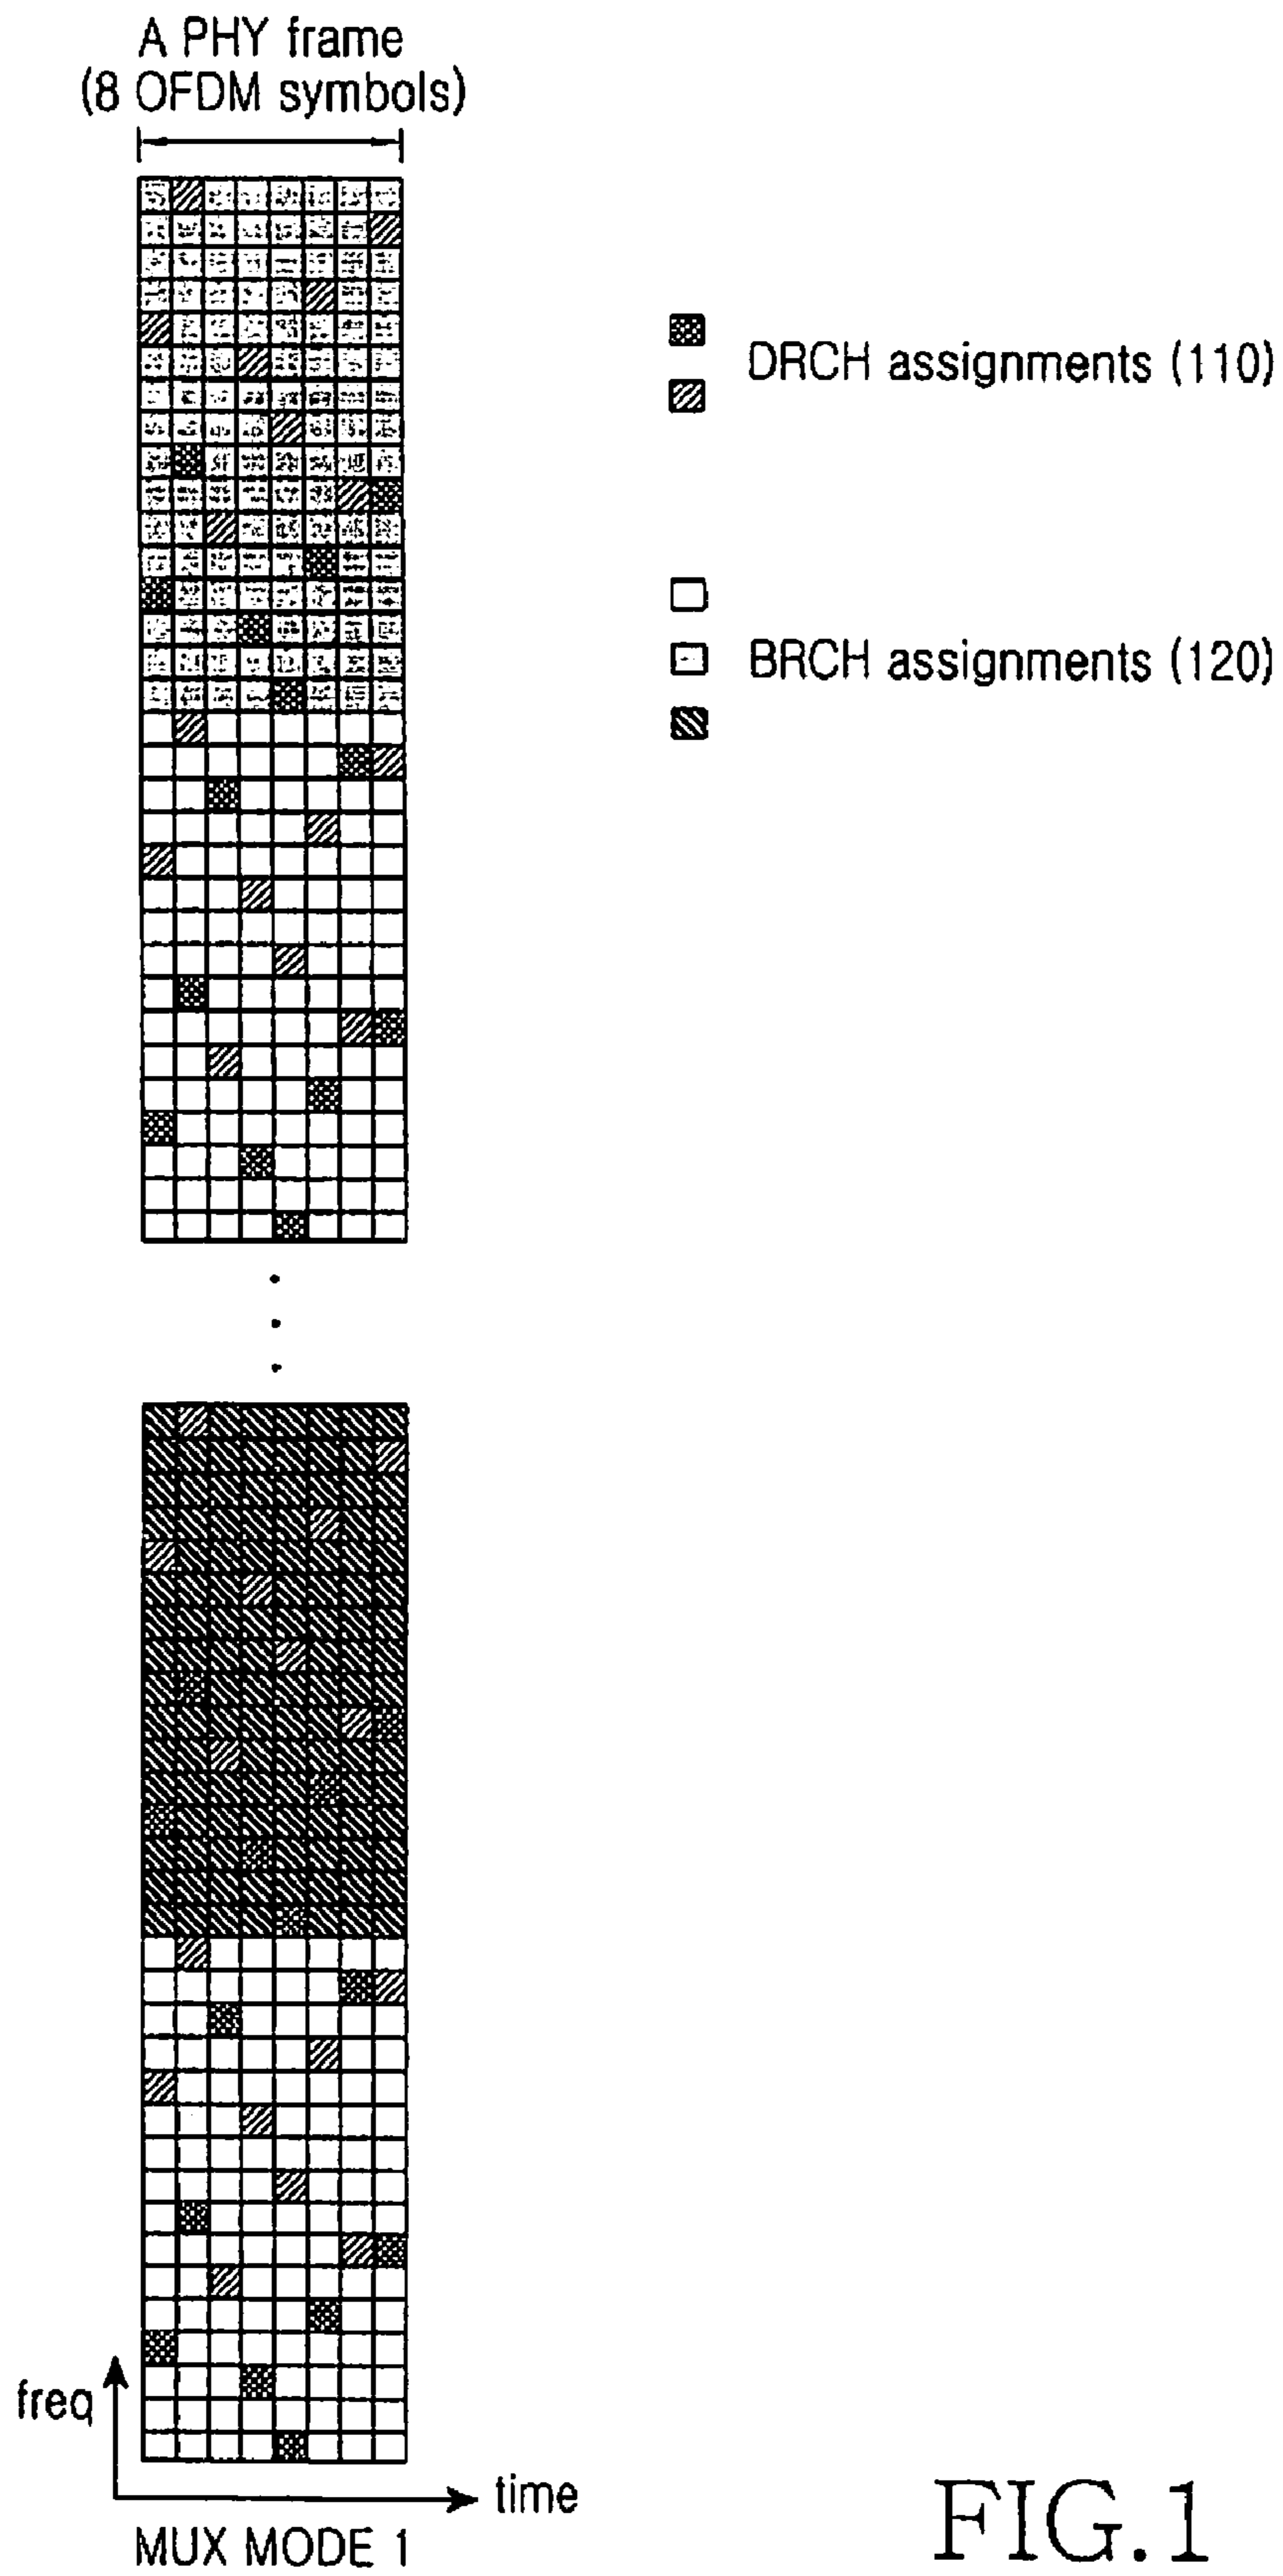 A PHY frame
(8 OFDM symbols)
DRCH assignments (110)
BRCH assignments (120)
freq
time
MUX MODE 1
FIG.1